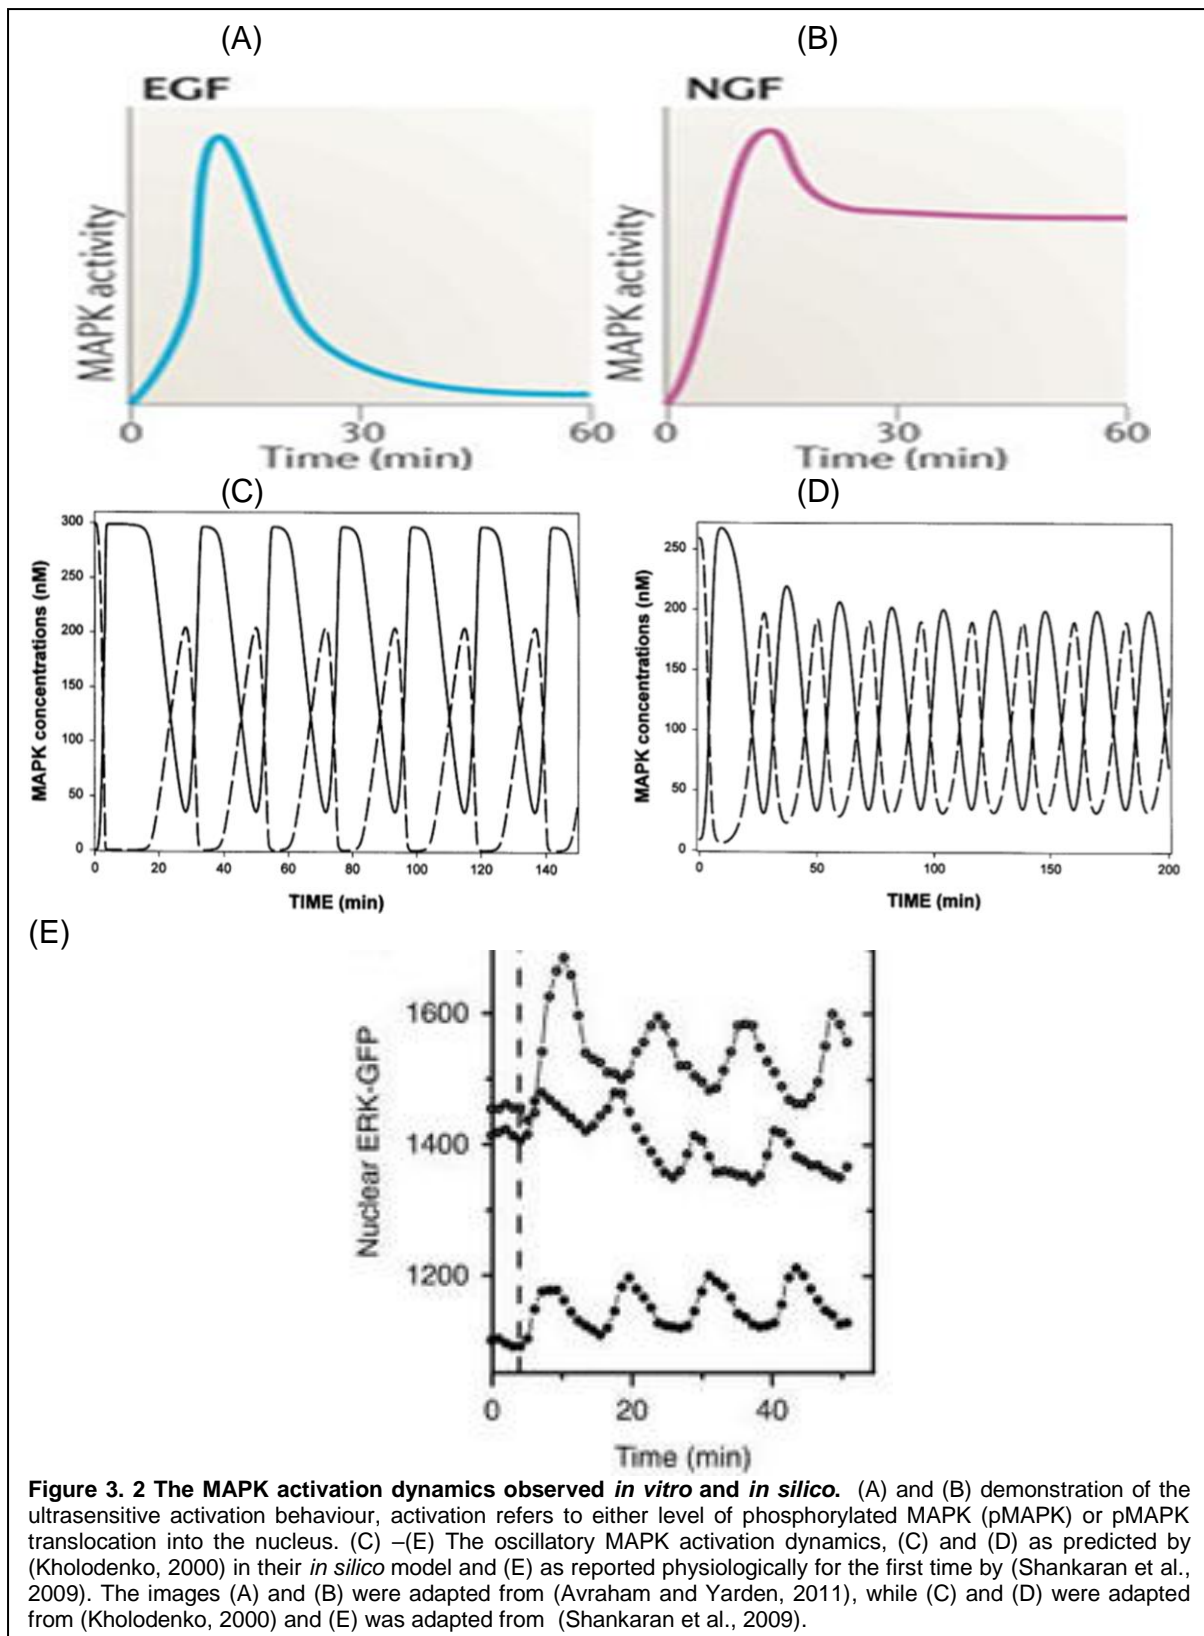 (A)
(B)
EGF
NGF
MAPK activity
MAPK activity
0 30 60
Time (min)
0 30 60
Time (min)
(C)
(D)
MAPK concentrations (nM)
300
250
200
150
100
50
0
0 20 40 60 80 100 120 140
TIME (min)
MAPK concentrations (nM)
250
200
150
100
50
0
0 50 100 150 200
TIME (min)
(E)
Nuclear ERK-GFP
1600
1400
1200
0 20 40
Time (min)
Figure 3. 2 The MAPK activation dynamics observed in vitro and in silico. (A) and (B) demonstration of the
ultrasensitive activation behaviour, activation refers to either level of phosphorylated MAPK (pMAPK) or pMAPK
translocation into the nucleus. (C) –(E) The oscillatory MAPK activation dynamics, (C) and (D) as predicted by
(Kholodenko, 2000) in their in silico model and (E) as reported physiologically for the first time by (Shankaran et al.,
2009). The images (A) and (B) were adapted from (Avraham and Yarden, 2011), while (C) and (D) were adapted
from (Kholodenko, 2000) and (E) was adapted from (Shankaran et al., 2009).